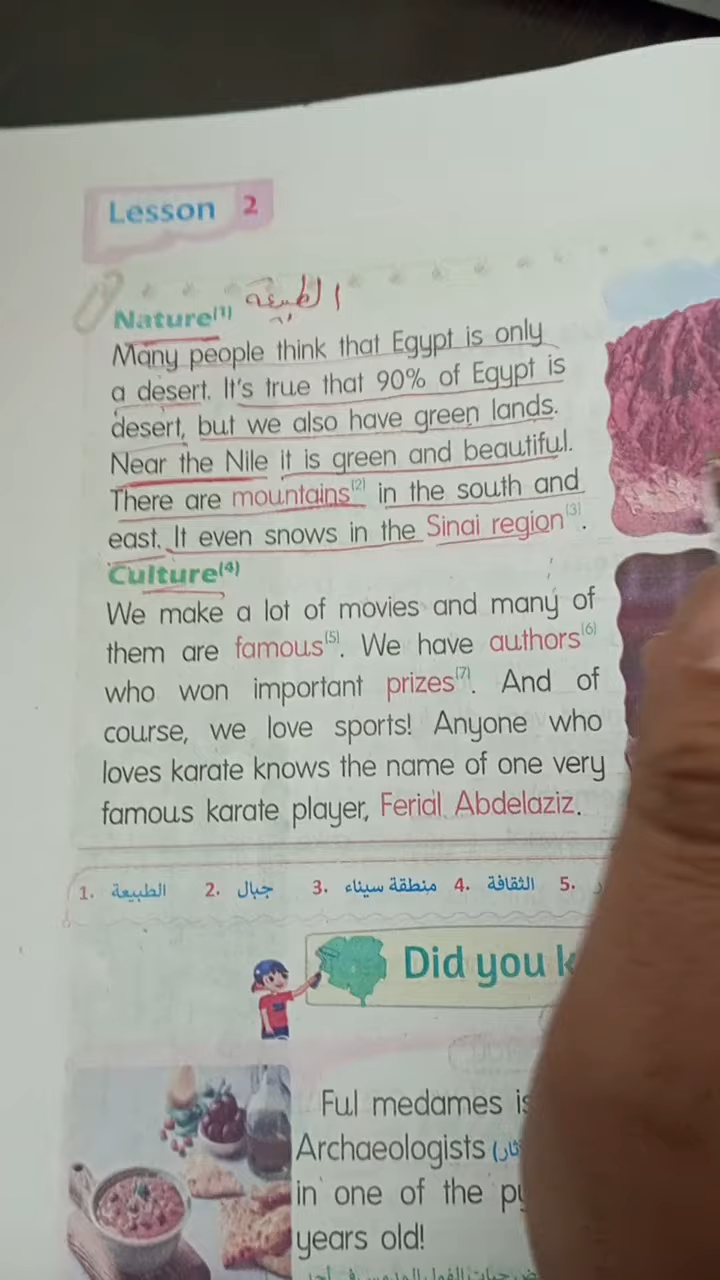 Lesson 2
الطبيعة
Nature[1]
Many people think that Egypt is only
a desert. It's true that 90% of Egypt is
desert, but we also have green lands.
Near the Nile it is green and beautiful.
There are mountains[2] in the south and
east. It even snows in the Sinai region[3].
Culture[4]
We make a lot of movies and many of
them are famous[5]. We have authors[6]
who won important prizes[7]. And of
course, we love sports! Anyone who
loves karate knows the name of one very
famous karate player, Ferial Abdelaziz.
1. الطبيعة 2. جبال 3. منطقة سيناء 4. الثقافة 5.
Did you k
Ful medames is
Archaeologists
in one of the
years old!